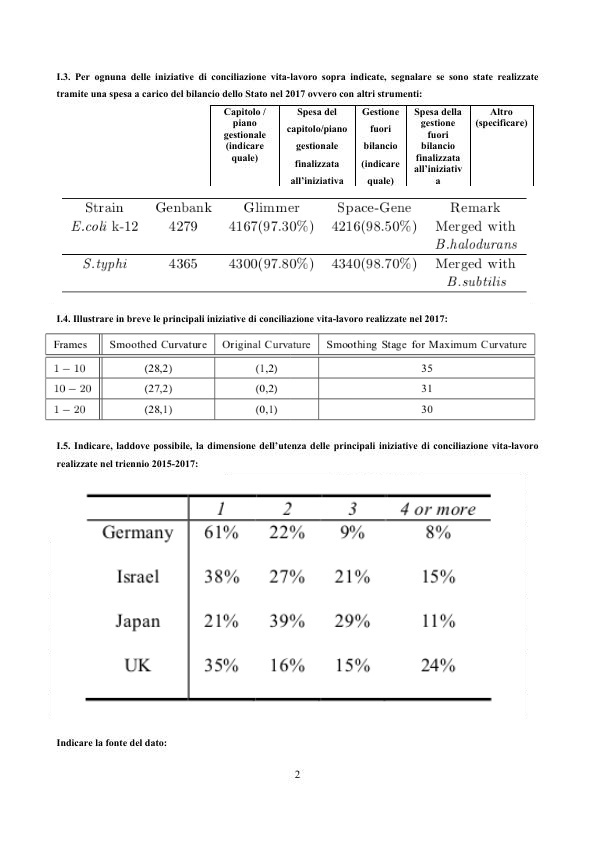 I.3. Per ognuna delle iniziative di conciliazione vita-lavoro sopra indicate, segnalare se sono state realizzate
tramite una spesa a carico del bilancio dello Stato nel 2017 ovvero con altri strumenti:
Capitolo / piano gestionale (indicare quale) Spesa del capitolo/piano gestionale finalizzata all’iniziativa Gestione fuori bilancio (indicare quale) Spesa della gestione fuori bilancio finalizzata all’iniziativ a Altro (specificare)
Strain Genbank Glimmer Space-Gene Remark
E.coli k-12 4279 4167(97.30%) 4216(98.50%) Merged with
B.halodurans
S.typhi 4365 4300(97.80%) 4340(98.70%) Merged with
B.subtilis
I.4. Illustrare in breve le principali iniziative di conciliazione vita-lavoro realizzate nel 2017:
Frames Smoothed Curvature Original Curvature Smoothing Stage for Maximum Curvature
1 − 10 (28,2) (1,2) 35
10 − 20 (27,2) (0,2) 31
1 − 20 (28,1) (0,1) 30
I.5. Indicare, laddove possibile, la dimensione dell’utenza delle principali iniziative di conciliazione vita-lavoro
realizzate nel triennio 2015-2017:
1 2 3 4 or more
Germany 61% 22% 9% 8%
Israel 38% 27% 21% 15%
Japan 21% 39% 29% 11%
UK 35% 16% 15% 24%
Indicare la fonte del dato:
2